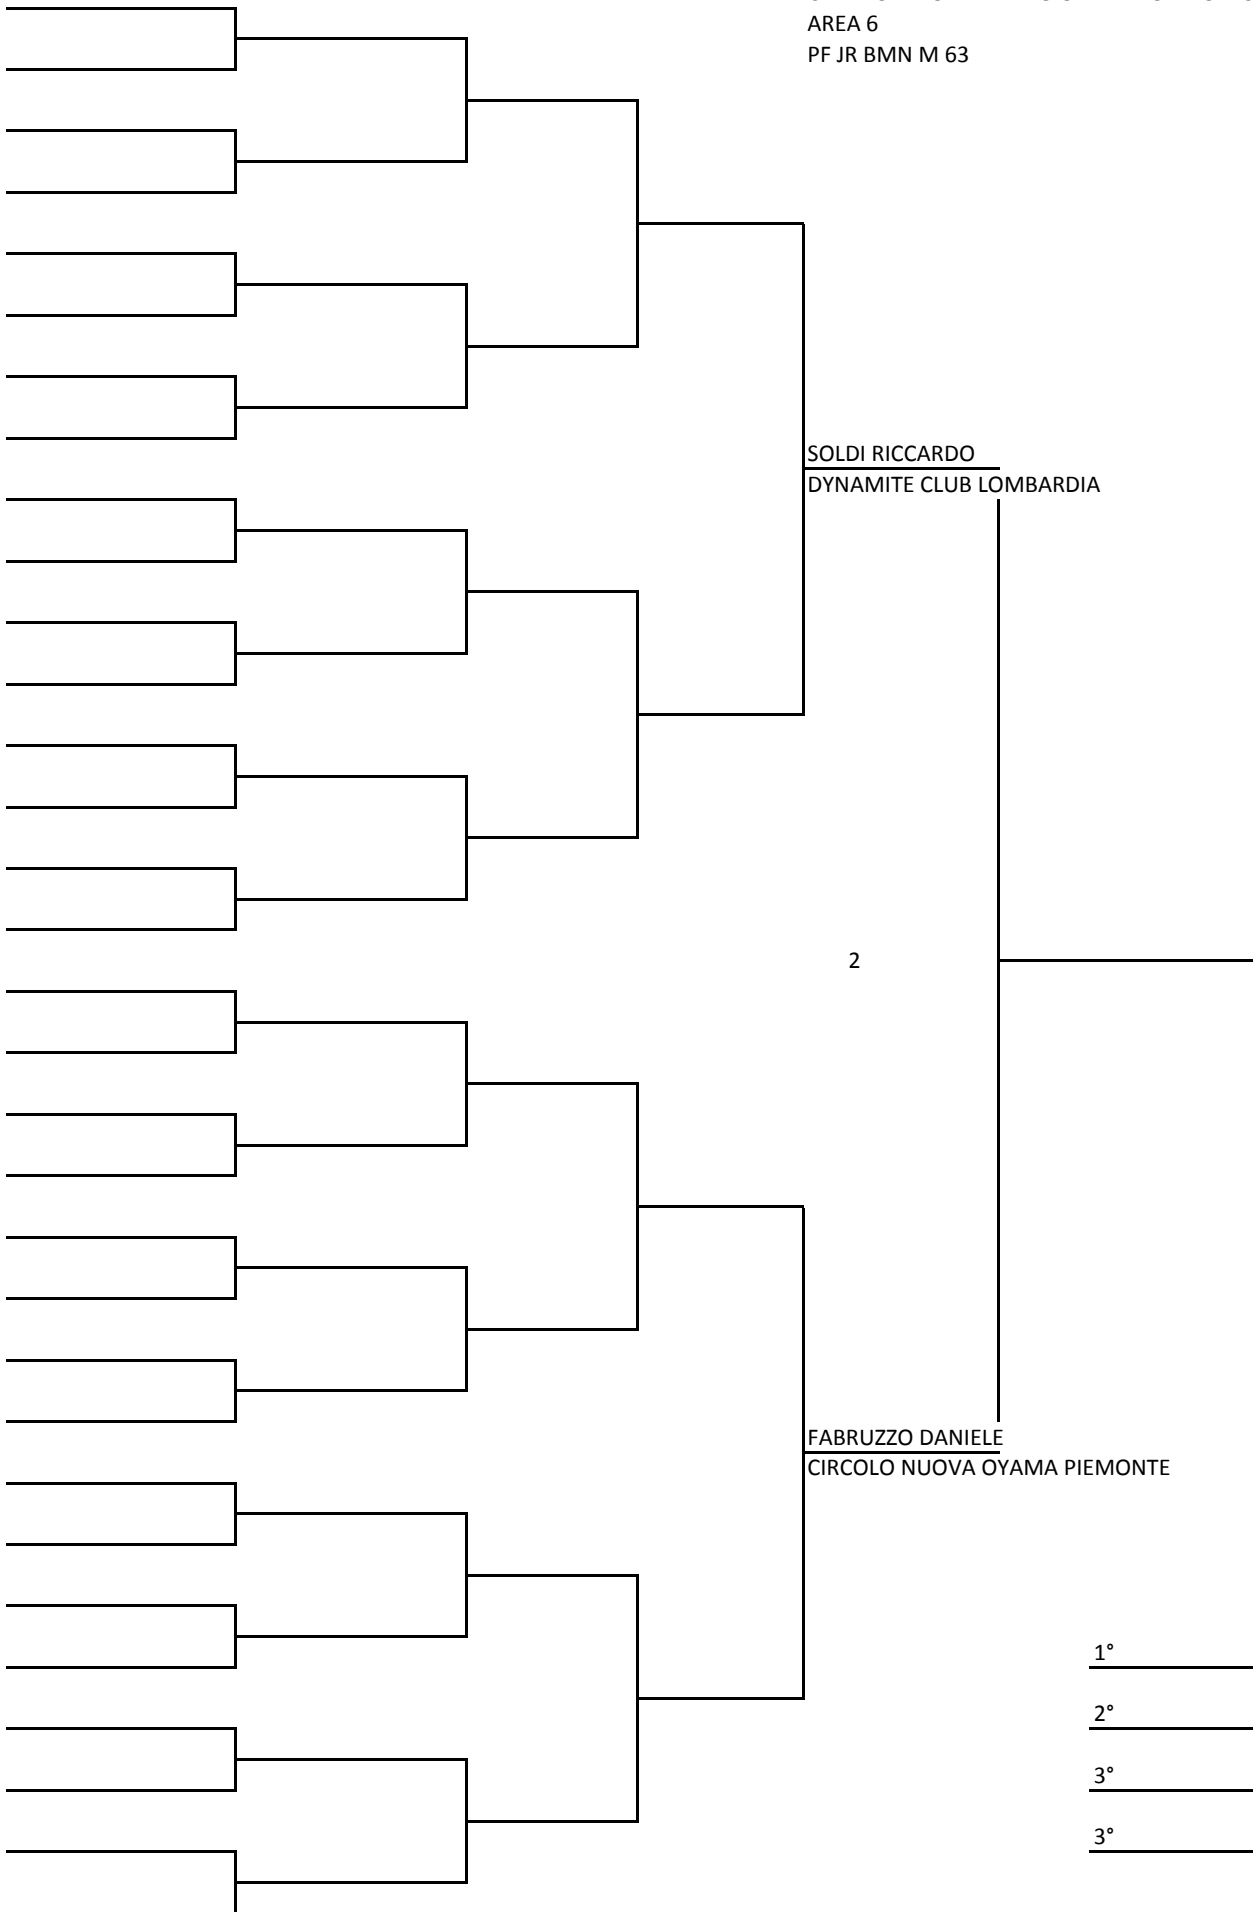 AREA 6
PF JR BMN M 63
SOLDI RICCARDO
DYNAMITE CLUB LOMBARDIA
2
FABRUZZO DANIELE
CIRCOLO NUOVA OYAMA PIEMONTE
1°
2°
3°
3°